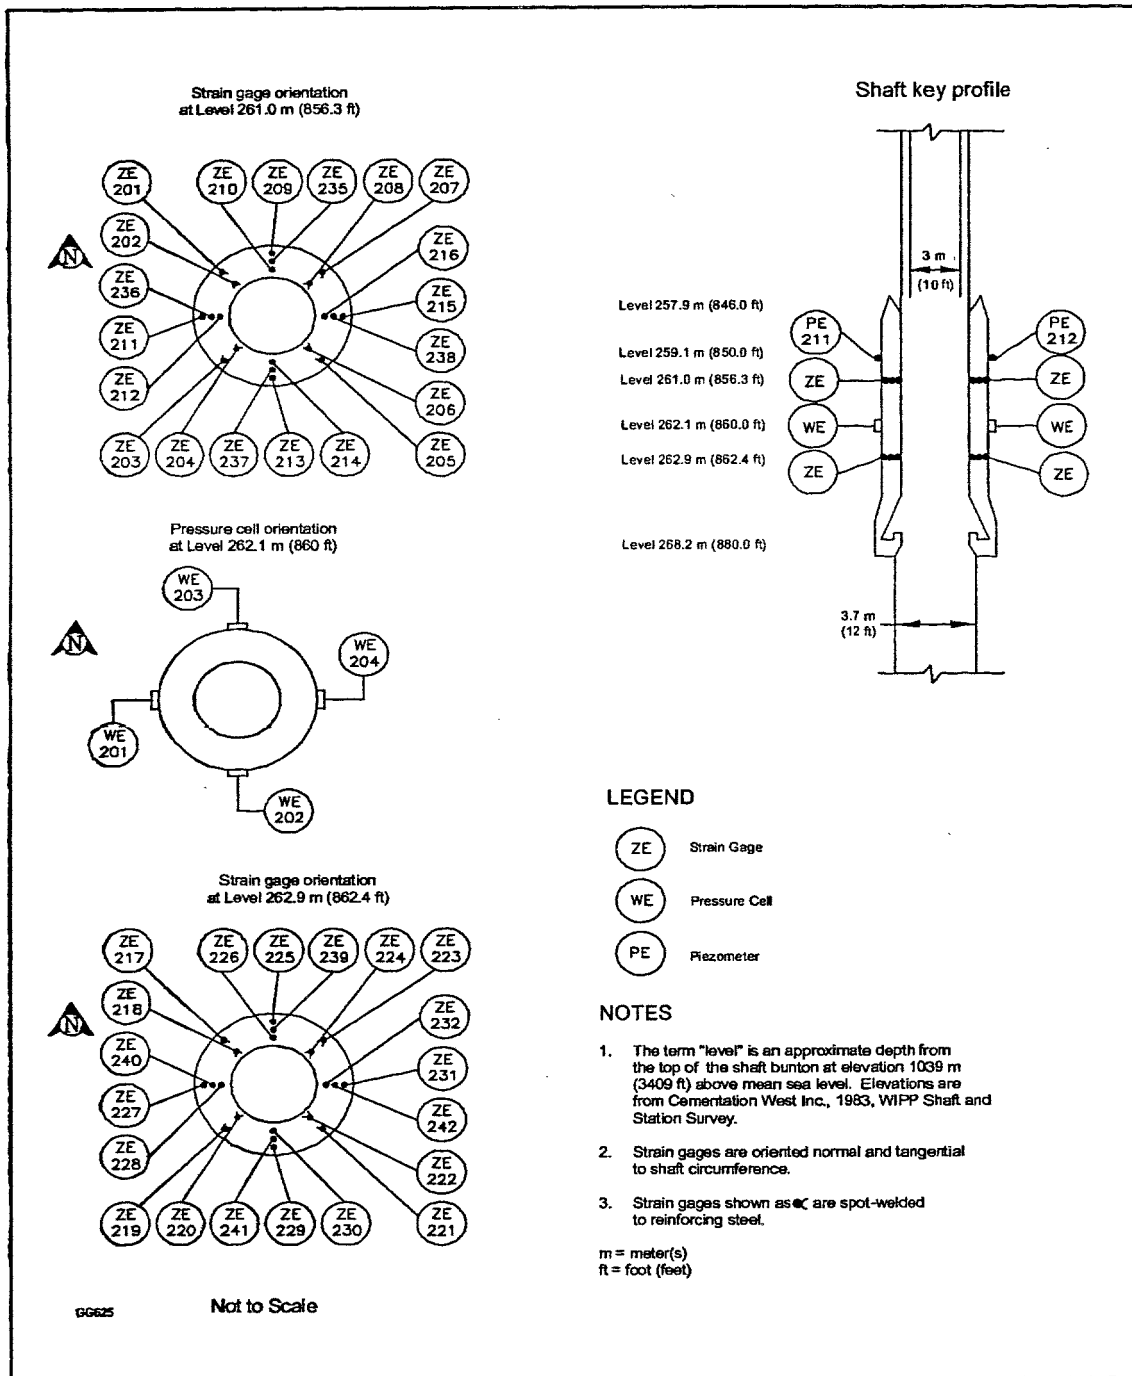 Strain gage orientation
at Level 261.0 m (856.3 ft)
ZE
201
ZE
210
ZE
209
ZE
235
ZE
208
ZE
207
ZE
202
ZE
216
N
ZE
236
ZE
215
ZE
211
ZE
238
ZE
212
ZE
206
ZE
203
ZE
204
ZE
237
ZE
213
ZE
214
ZE
205
Pressure cell orientation
at Level 262.1 m (860 ft)
WE
203
N
WE
204
WE
201
WE
202
Strain gage orientation
at Level 262.9 m (862.4 ft)
ZE
217
ZE
226
ZE
225
ZE
239
ZE
224
ZE
223
ZE
218
ZE
232
N
ZE
240
ZE
231
ZE
227
ZE
242
ZE
228
ZE
222
ZE
219
ZE
220
ZE
241
ZE
229
ZE
230
ZE
221
GG625
Not to Scale
Shaft key profile
3 m
(10 ft)
Level 257.9 m (846.0 ft)
PE
211
PE
212
Level 259.1 m (850.0 ft)
Level 261.0 m (856.3 ft)
ZE
ZE
Level 262.1 m (860.0 ft)
WE
WE
Level 262.9 m (862.4 ft)
ZE
ZE
Level 268.2 m (880.0 ft)
3.7 m
(12 ft)
LEGEND
ZE Strain Gage
WE Pressure Cell
PE Piezometer
NOTES
1. The term "level" is an approximate depth from
the top of the shaft bunton at elevation 1039 m
(3409 ft) above mean sea level. Elevations are
from Cementation West Inc., 1983, WIPP Shaft and
Station Survey.
2. Strain gages are oriented normal and tangential
to shaft circumference.
3. Strain gages shown as are spot-welded
to reinforcing steel.
m = meter(s)
ft = foot (feet)